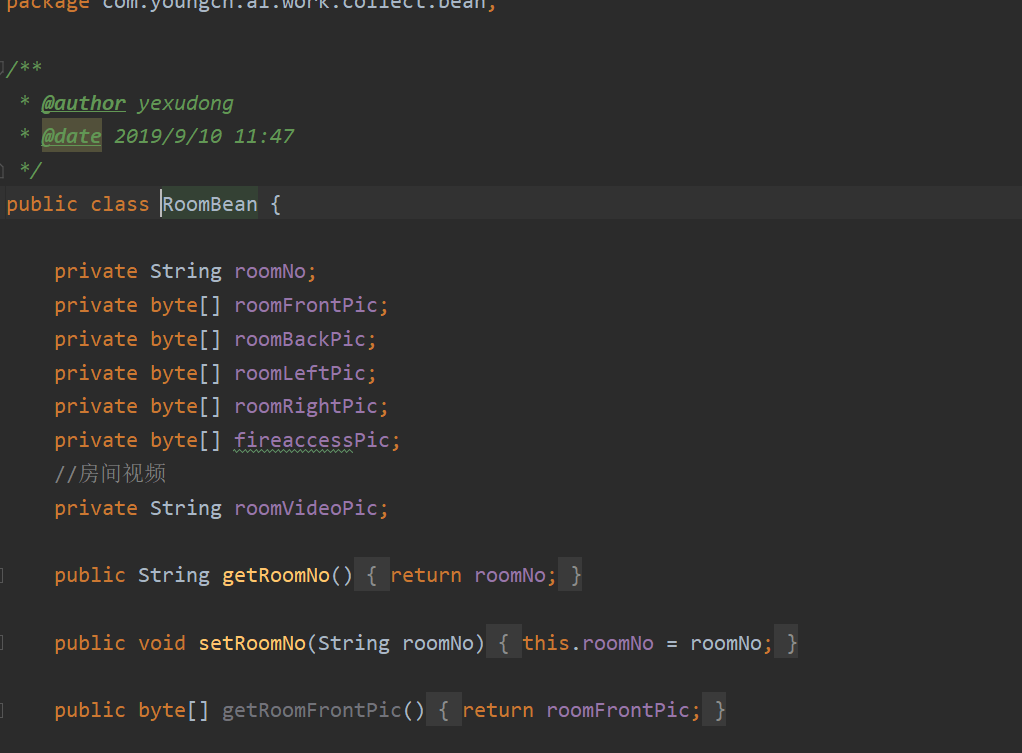 package com.youngcn.ai.work.collect.bean;
/**
* @author yexudong
* @date 2019/9/10 11:47
*/
public class RoomBean {
private String roomNo;
private byte[] roomFrontPic;
private byte[] roomBackPic;
private byte[] roomLeftPic;
private byte[] roomRightPic;
private byte[] fireaccessPic;
//房间视频
private String roomVideoPic;
public String getRoomNo() { return roomNo; }
public void setRoomNo(String roomNo) { this.roomNo = roomNo; }
public byte[] getRoomFrontPic() { return roomFrontPic; }